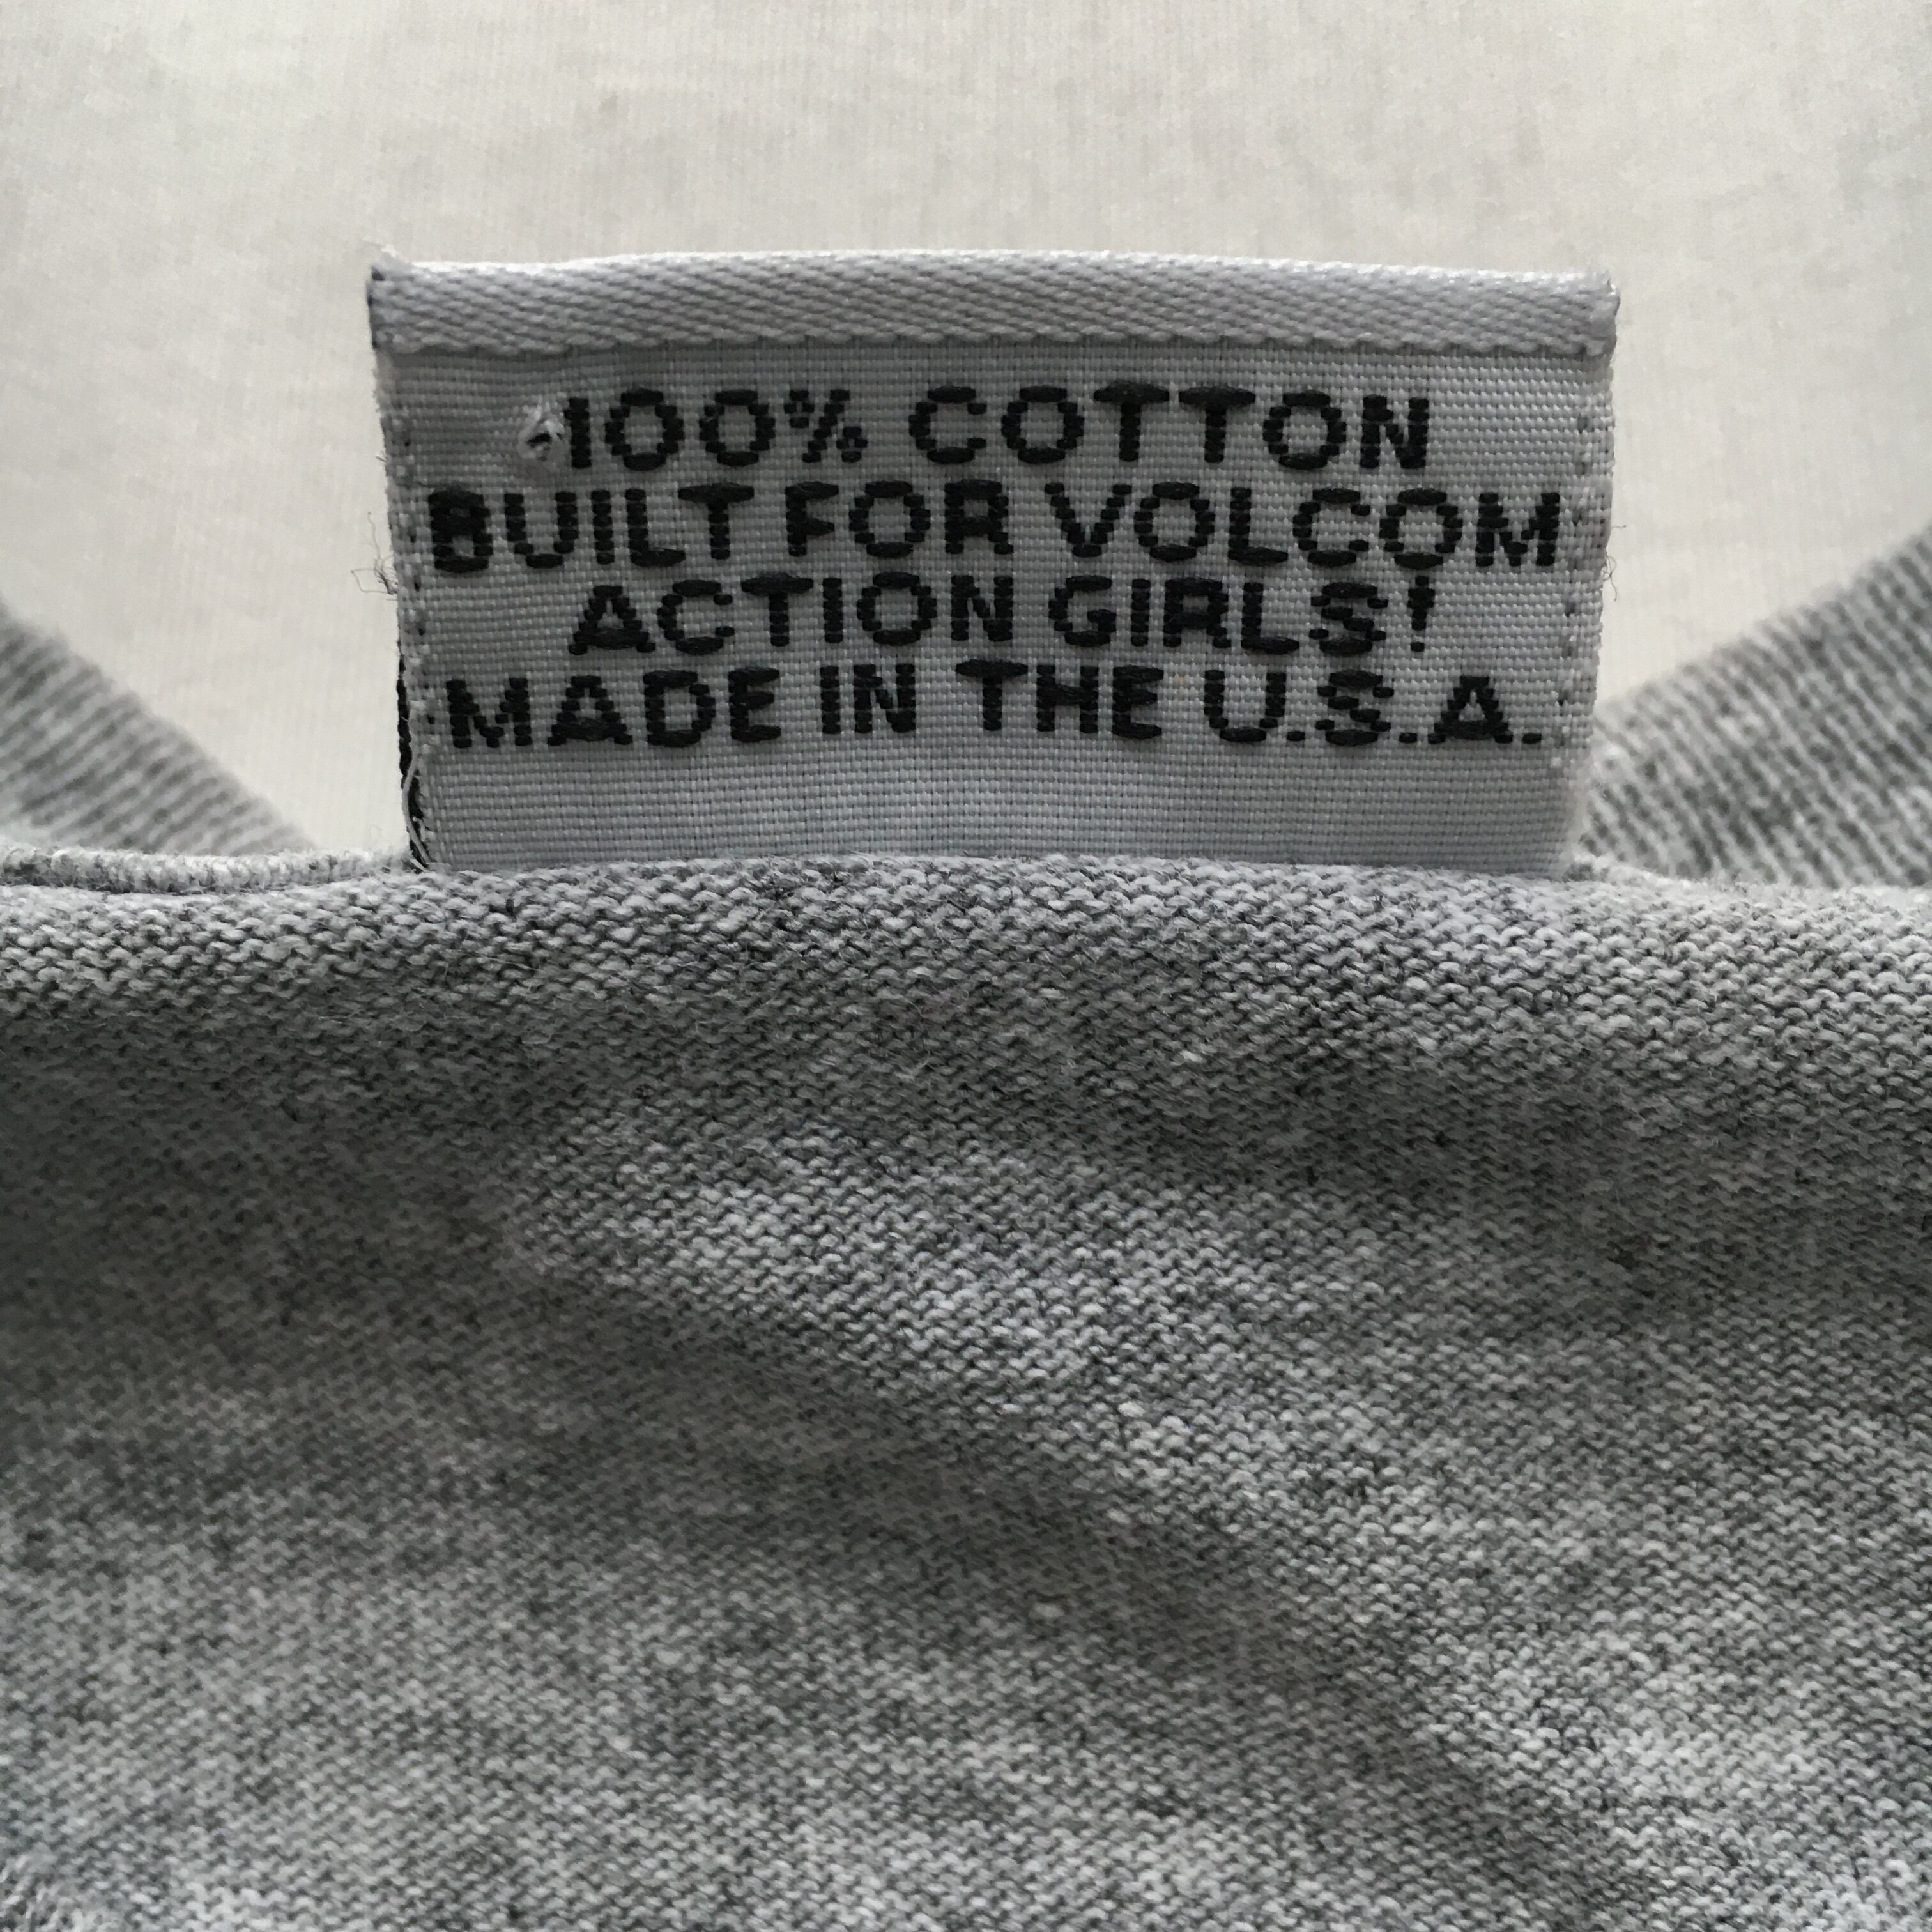 100% COTTON
BUILT FOR VOLCOM
ACTION GIRLS!
MADE IN THE U.S.A.